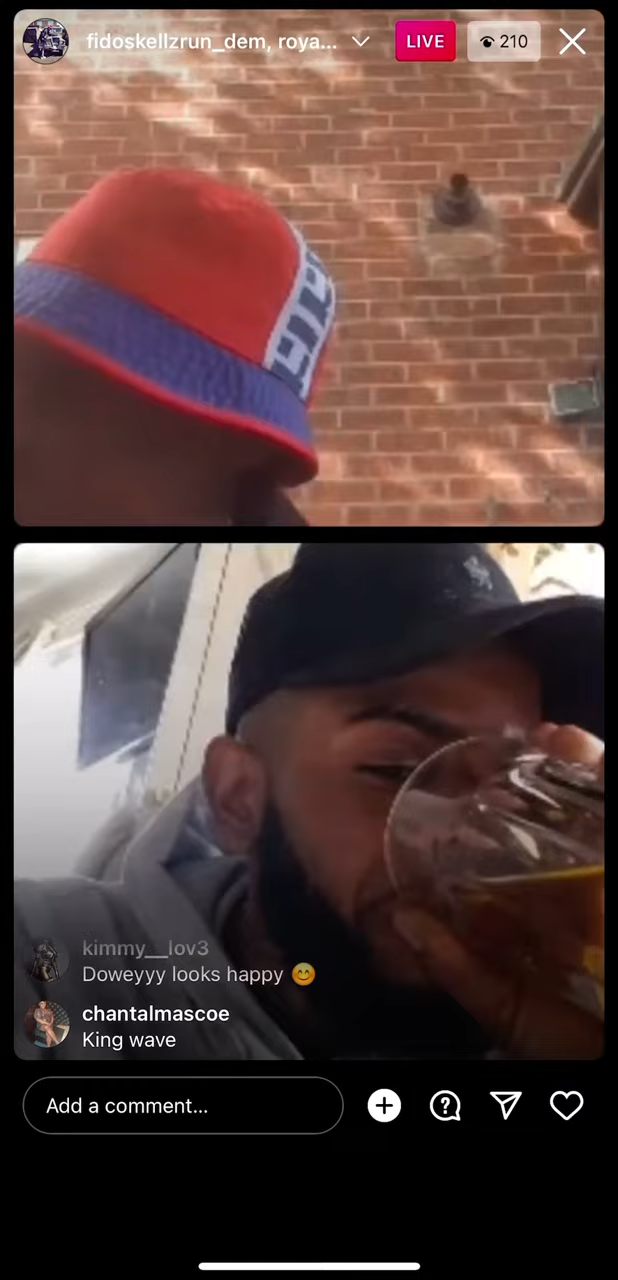 fidoskellzrun_dem, roya...
LIVE
210
kimmy__lov3
Doweyyy looks happy 😊
chantalmascoe
King wave
Add a comment...